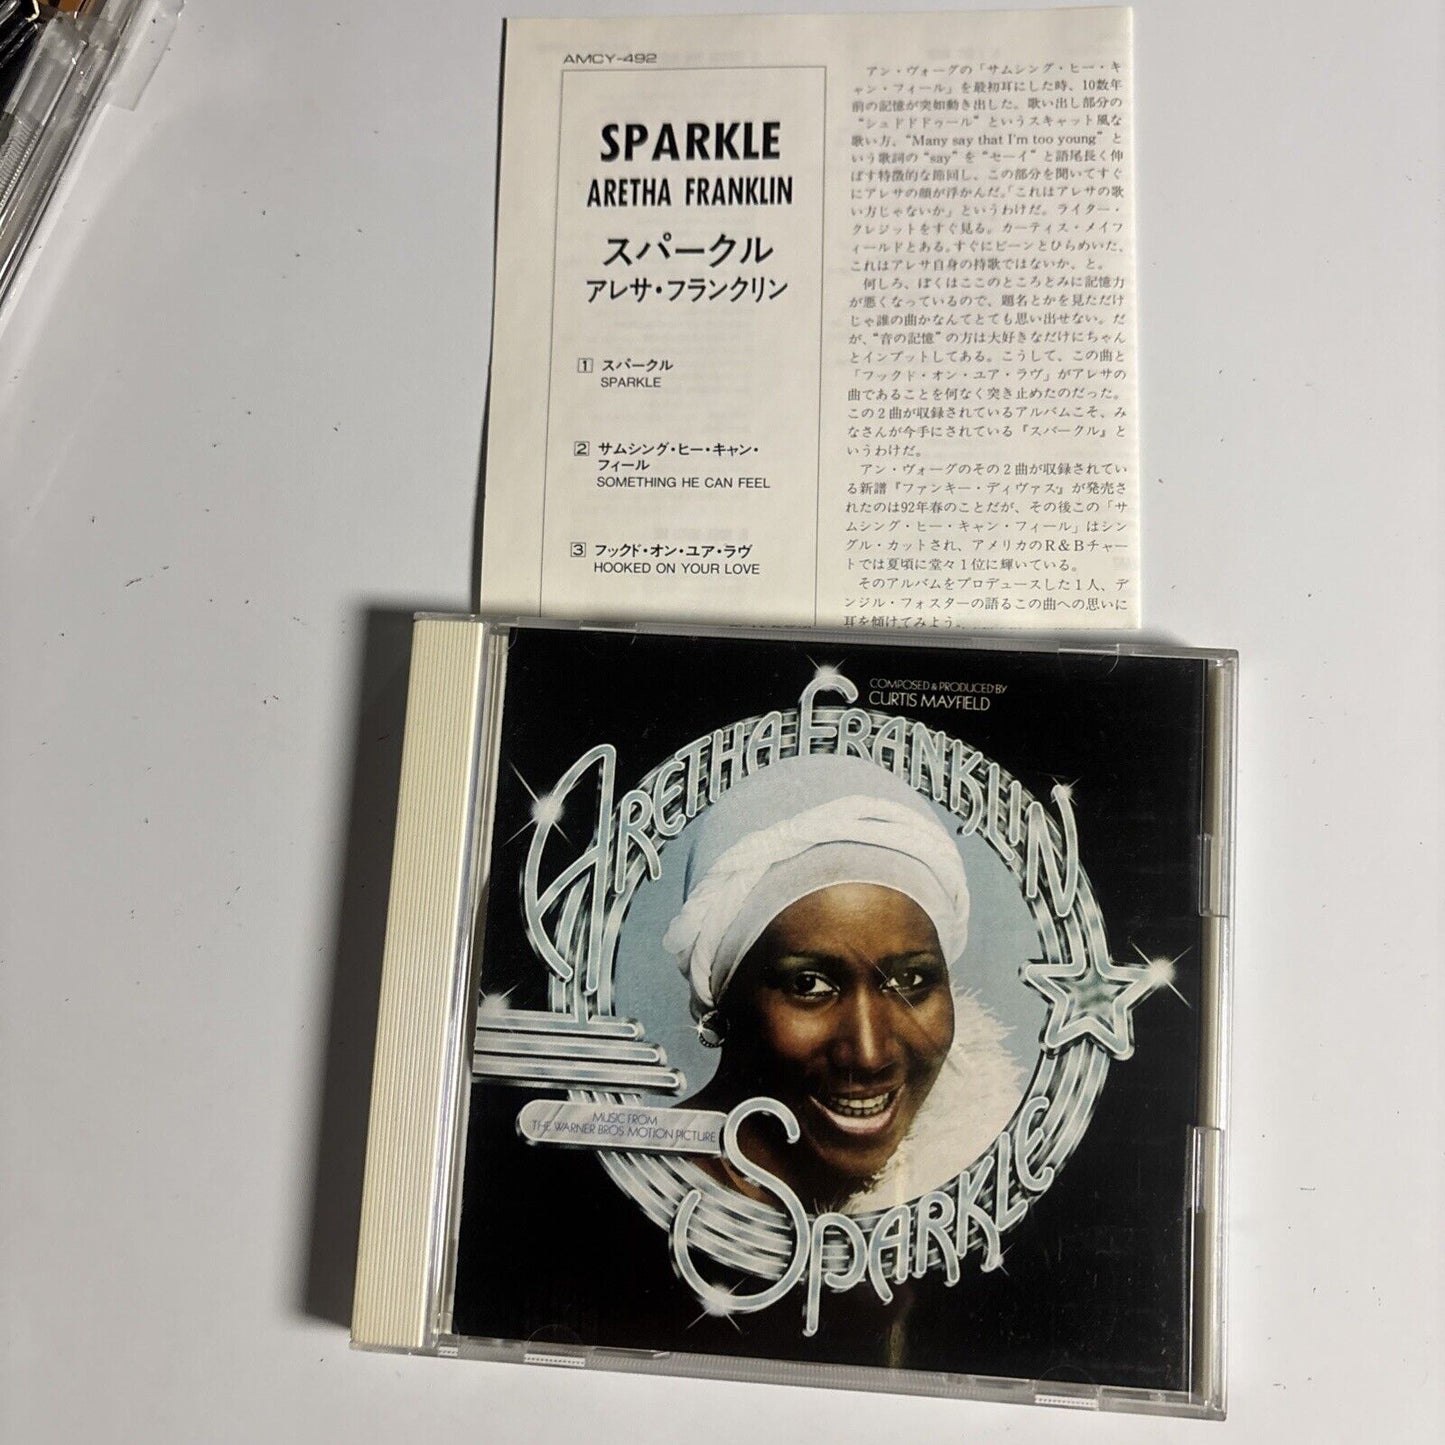 AMCY-492
SPARKLE
ARETHA FRANKLIN
スパークル
アレサ・フランクリン
1 スパークル
SPARKLE
2 サムシング・ヒー・キャン・
フィール
SOMETHING HE CAN FEEL
3 フックド・オン・ユア・ラヴ
HOOKED ON YOUR LOVE
アン・ヴォーグの「サムシング・ヒー・キ
ャン・フィール」を最初耳にした時、10数年
前の記憶が突如動き出した。歌い出し部分の
“シュドドドゥール”というスキャット風な
歌い方、“Many say that I'm too young”と
いう歌詞の“say”を“セーイ”と語尾長く伸
ばす特徴的な節回し、この部分を聞いてすぐ
にアレサの顔が浮かんだ。「これはアレサの歌
い方じゃないか」というわけだ。ライター・
クレジットをすぐ見る。カーティス・メイフ
ィールドとある。すぐにピーンとひらめいた、
これはアレサ自身の持歌ではないか、と。
何しろ、ぼくはここのところとみに記憶力
が悪くなっているので、題名とかを見ただけ
じゃ誰の曲かなんてとても思い出せない。だ
が、“音の記憶”の方は大好きなだけにちゃん
とインプットしてある。こうして、この曲と
「フックド・オン・ユア・ラヴ」がアレサの
曲であることを何なく突き止めたのだった。
この2曲が収録されているアルバムこそ、み
なさんが今手にされている『スパークル』と
いうわけだ。
アン・ヴォーグのその2曲が収録されてい
る新譜『ファンキー・ディヴァス』が発売さ
れたのは92年春のことだが、その後この「サ
ムシング・ヒー・キャン・フィール」はシン
グル・カットされ、アメリカのR&Bチャー
トでは夏頃に堂々1位に輝いている。
そのアルバムをプロデュースした1人、デ
ンジル・フォスターの語るこの曲への思いに
耳を傾けてみよう。
COMPOSED & PRODUCED BY
CURTIS MAYFIELD
ARETHA FRANKLIN
MUSIC FROM
THE WARNER BROS. MOTION PICTURE
SPARKLE